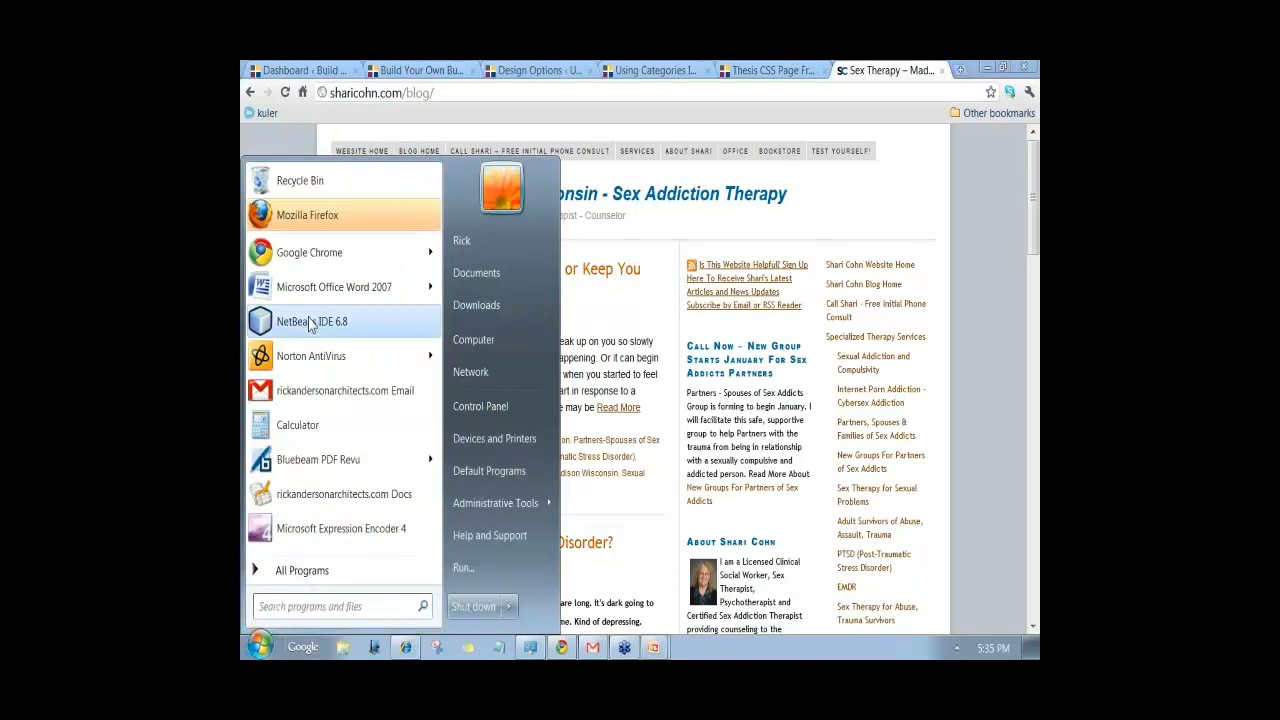 Dashboard ‹ Build ...
Build Your Own Bu...
Design Options ‹ U...
Using Categories I...
Thesis CSS Page Fr...
SC Sex Therapy – Mad...
sharicohn.com/blog/
kuler
Other bookmarks
WEBSITE HOME BLOG HOME CALL SHARI – FREE INITIAL PHONE CONSULT SERVICES ABOUT SHARI OFFICE BOOKSTORE TEST YOURSELF!
onsin - Sex Addiction Therapy
apist - Counselor
Recycle Bin
Mozilla Firefox
Google Chrome
Microsoft Office Word 2007
NetBeans IDE 6.8
Norton AntiVirus
rickandersonarchitects.com Email
Calculator
Bluebeam PDF Revu
rickandersonarchitects.com Docs
Microsoft Expression Encoder 4
All Programs
Search programs and files
Rick
Documents
Downloads
Computer
Network
Control Panel
Devices and Printers
Default Programs
Administrative Tools
Help and Support
Run...
Shut down
or Keep You
eak up on you so slowly
appening. Or it can begin
when you started to feel
art in response to a
e may be Read More
on, Partners-Spouses of Sex
matic Stress Disorder),
dison Wisconsin, Sexual
Disorder?
are long. It's dark going to
me. Kind of depressing.
Is This Website Helpful? Sign Up
Here To Receive Shari's Latest
Articles and News Updates
Subscribe by Email or RSS Reader
Call Now – New Group
Starts January For Sex
Addicts Partners
Partners - Spouses of Sex Addicts
Group is forming to begin January. I
will facilitate this safe, supportive
group to help Partners with the
trauma from being in relationship
with a sexually compulsive and
addicted person. Read More About
New Groups For Partners of Sex
Addicts
About Shari Cohn
I am a Licensed Clinical
Social Worker, Sex
Therapist,
Psychotherapist and
Certified Sex Addiction Therapist
providing counseling to the
Shari Cohn Website Home
Shari Cohn Blog Home
Call Shari - Free Initial Phone
Consult
Specialized Therapy Services
Sexual Addiction and
Compulsivity
Internet Porn Addiction -
Cybersex Addiction
Partners, Spouses &
Families of Sex Addicts
New Groups For Partners
of Sex Addicts
Sex Therapy for Sexual
Problems
Adult Survivors of Abuse,
Assault, Trauma
PTSD (Post-Traumatic
Stress Disorder)
EMDR
Sex Therapy for Abuse,
Trauma Survivors
Google
5:35 PM